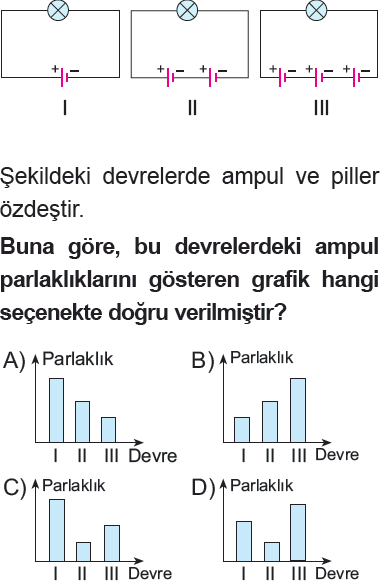 + −
+ − + −
+ − + − + −
I II III
Şekildeki devrelerde ampul ve piller
özdeştir.
Buna göre, bu devrelerdeki ampul
parlaklıklarını gösteren grafik hangi
seçenekte doğru verilmiştir?
A) Parlaklık
I II III Devre
B) Parlaklık
I II III Devre
C) Parlaklık
I II III Devre
D) Parlaklık
I II III Devre